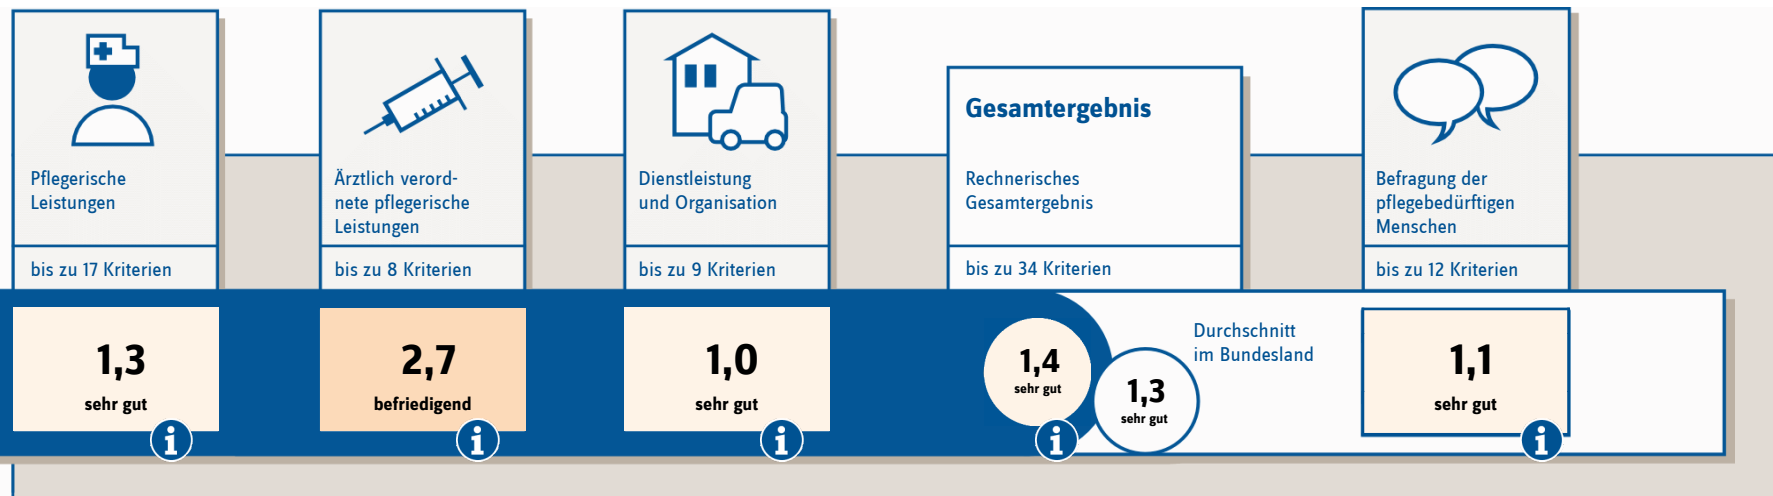 Pflegerische
Leistungen
bis zu 17 Kriterien
1,3
sehr gut
i
Ärztlich verord-
nete pflegerische
Leistungen
bis zu 8 Kriterien
2,7
befriedigend
i
Dienstleistung
und Organisation
bis zu 9 Kriterien
1,0
sehr gut
i
Gesamtergebnis
Rechnerisches
Gesamtergebnis
bis zu 34 Kriterien
1,4
sehr gut
i
Durchschnitt
im Bundesland
1,3
sehr gut
Befragung der
pflegebedürftigen
Menschen
bis zu 12 Kriterien
1,1
sehr gut
i